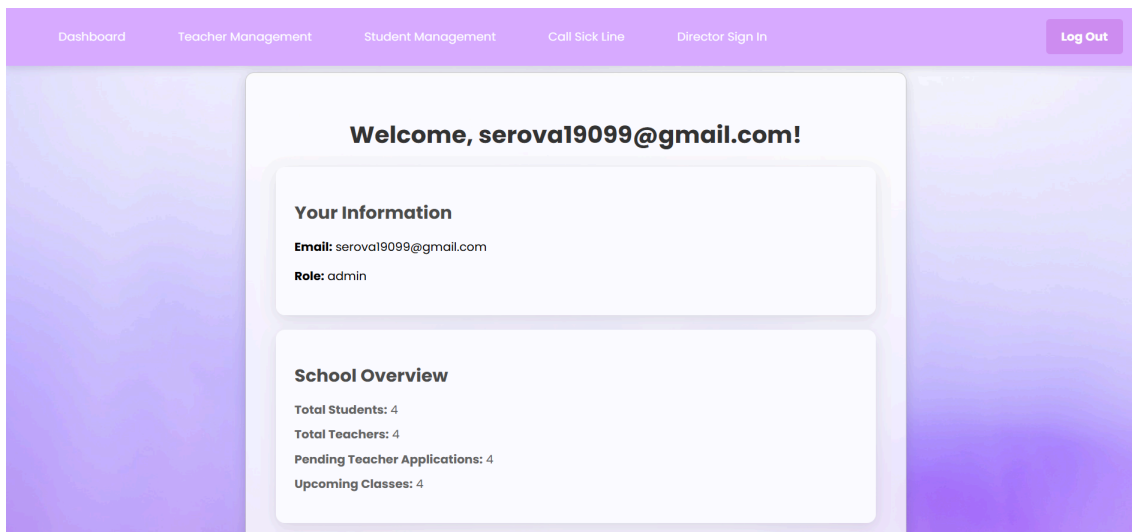 Dashboard Teacher Management Student Management Call Sick Line Director Sign In Log Out
Welcome, serova19099@gmail.com!
Your Information
Email: serova19099@gmail.com
Role: admin
School Overview
Total Students: 4
Total Teachers: 4
Pending Teacher Applications: 4
Upcoming Classes: 4